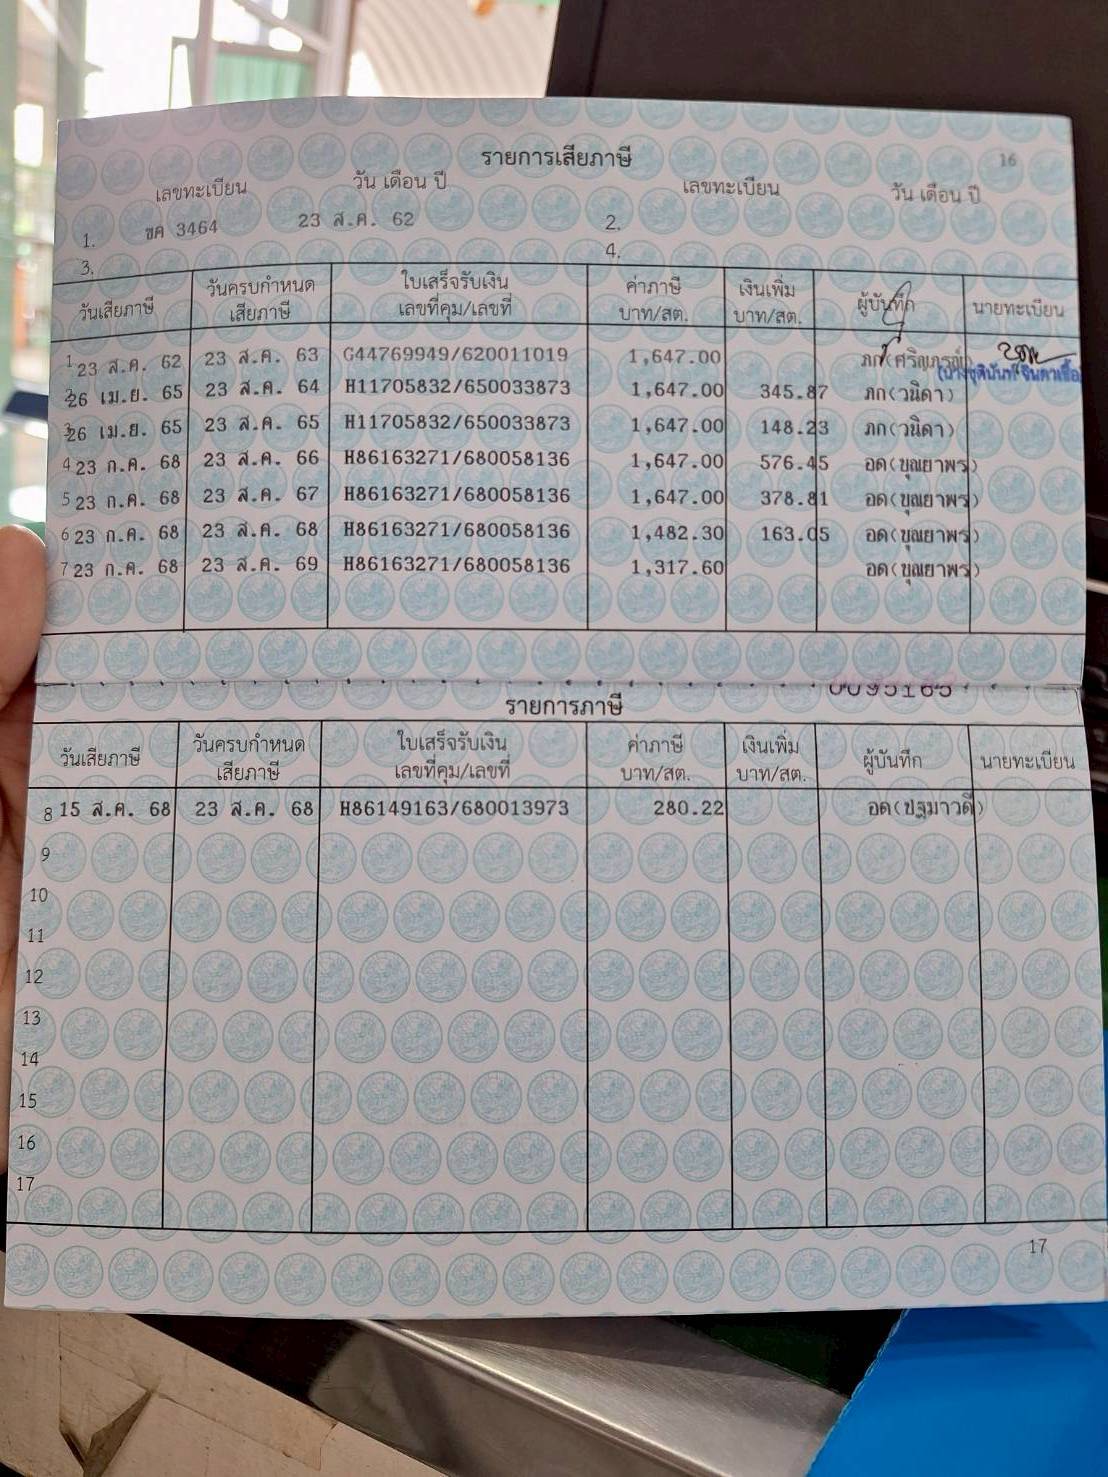 รายการเสียภาษี 16
เลขทะเบียน วัน เดือน ปี เลขทะเบียน วัน เดือน ปี
1. ขค 3464 23 ส.ค. 62 2.
3. 4.
วันเสียภาษี วันครบกำหนด เสียภาษี ใบเสร็จรับเงิน เลขที่คุม/เลขที่ ค่าภาษี บาท/สต. เงินเพิ่ม บาท/สต. ผู้บันทึก นายทะเบียน
1 23 ส.ค. 62 23 ส.ค. 63 G44769949/620011019 1,647.00 ภก(ศริญภรณ์)
2 26 เม.ย. 65 23 ส.ค. 64 H11705832/650033873 1,647.00 345.87 ภก(วนิดา)
3 26 เม.ย. 65 23 ส.ค. 65 H11705832/650033873 1,647.00 148.23 ภก(วนิดา)
4 23 ก.ค. 68 23 ส.ค. 66 H86163271/680058136 1,647.00 576.45 อด(บุณยาพร)
5 23 ก.ค. 68 23 ส.ค. 67 H86163271/680058136 1,647.00 378.81 อด(บุณยาพร)
6 23 ก.ค. 68 23 ส.ค. 68 H86163271/680058136 1,482.30 163.05 อด(บุณยาพร)
7 23 ก.ค. 68 23 ส.ค. 69 H86163271/680058136 1,317.60 อด(บุณยาพร)
0095165
รายการภาษี
วันเสียภาษี วันครบกำหนด เสียภาษี ใบเสร็จรับเงิน เลขที่คุม/เลขที่ ค่าภาษี บาท/สต. เงินเพิ่ม บาท/สต. ผู้บันทึก นายทะเบียน
8 15 ส.ค. 68 23 ส.ค. 68 H86149163/680013973 280.22 อด(ปฐมาวดี)
9
10
11
12
13
14
15
16
17
17